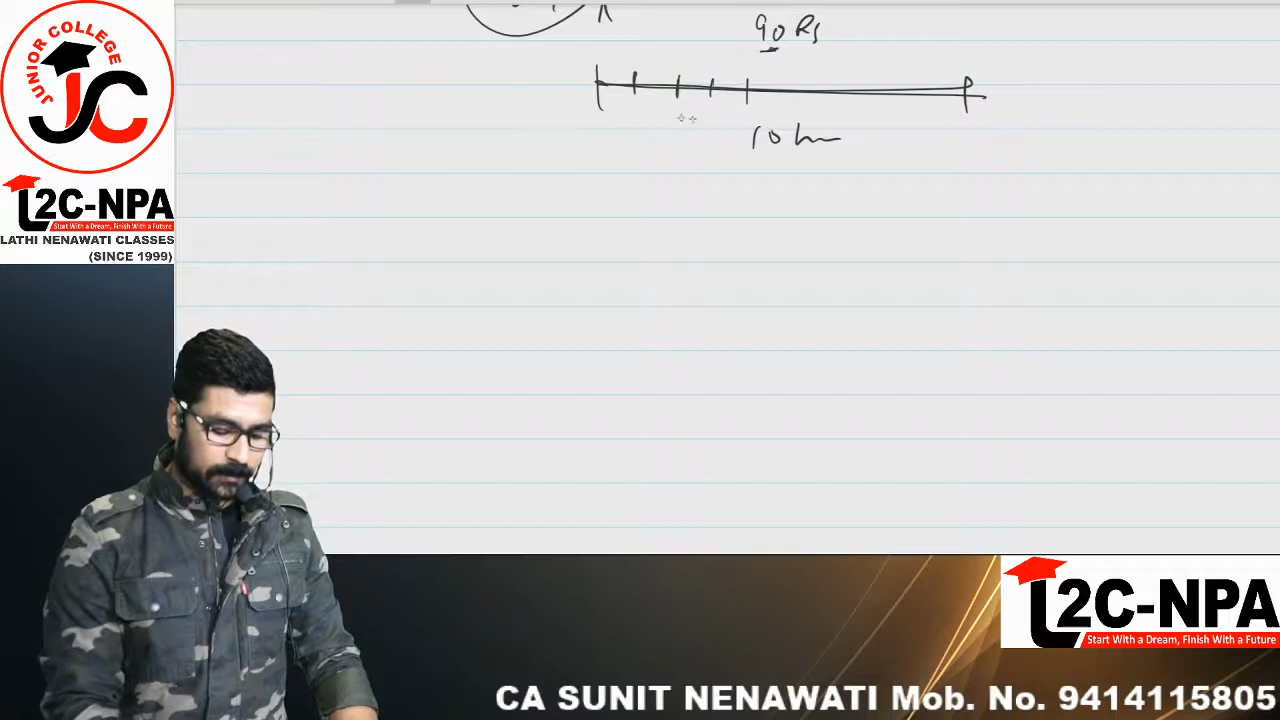 JUNIOR COLLEGE
JC
L2C-NPA
Start With a Dream, Finish With a Future
LATHI NENAWATI CLASSES
(SINCE 1999)
90 Rs
10 hm
L2C-NPA
Start With a Dream, Finish With a Future
CA SUNIT NENAWATI Mob. No. 9414115805